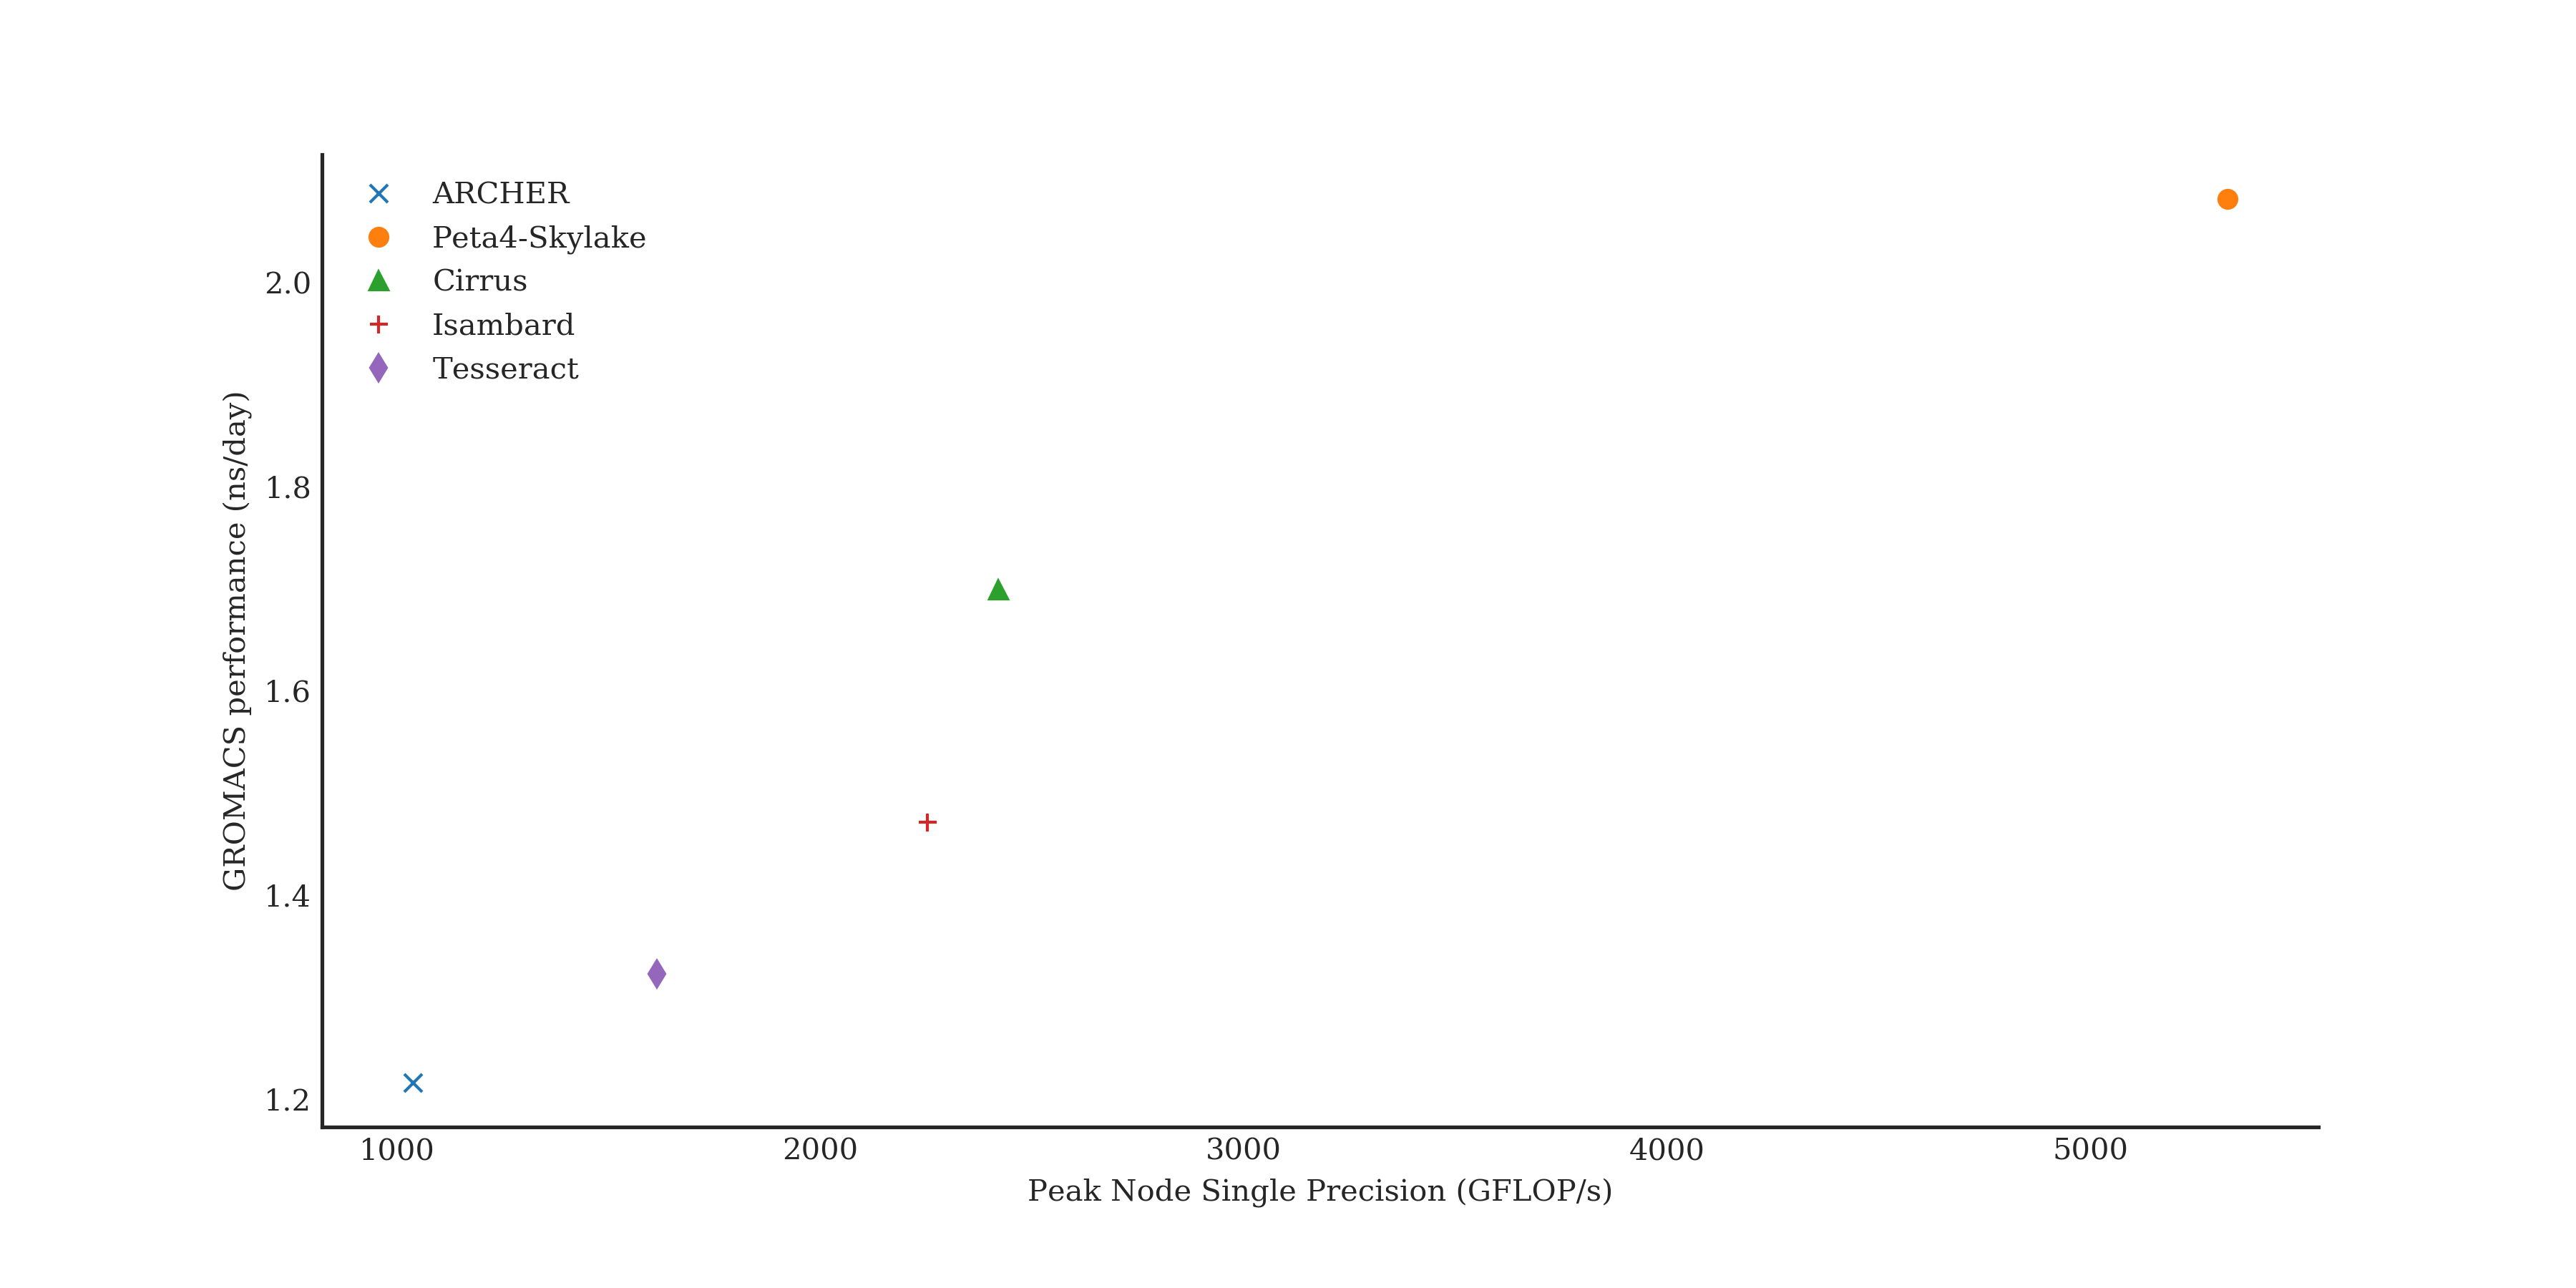 ARCHER
Peta4-Skylake
Cirrus
Isambard
Tesseract
GROMACS performance (ns/day)
2.0
1.8
1.6
1.4
1.2
1000 2000 3000 4000 5000
Peak Node Single Precision (GFLOP/s)